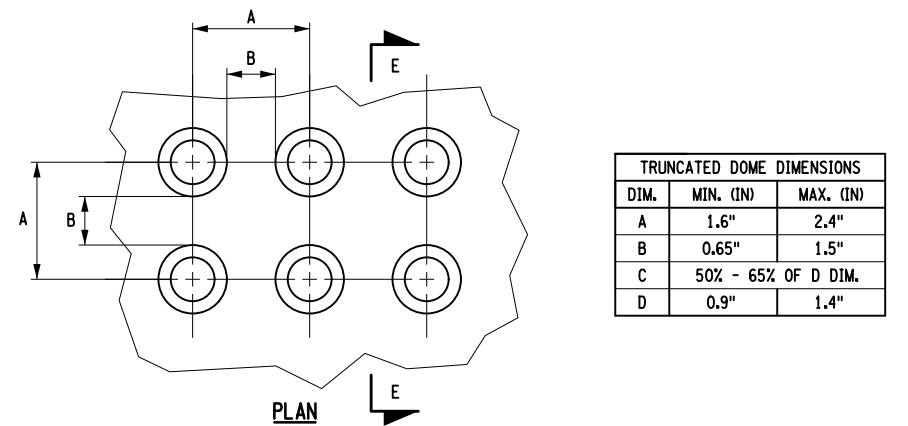 A
B
E
A
B
E
PLAN
TRUNCATED DOME DIMENSIONS
DIM. MIN. (IN) MAX. (IN)
A 1.6" 2.4"
B 0.65" 1.5"
C 50% - 65% OF D DIM.
D 0.9" 1.4"